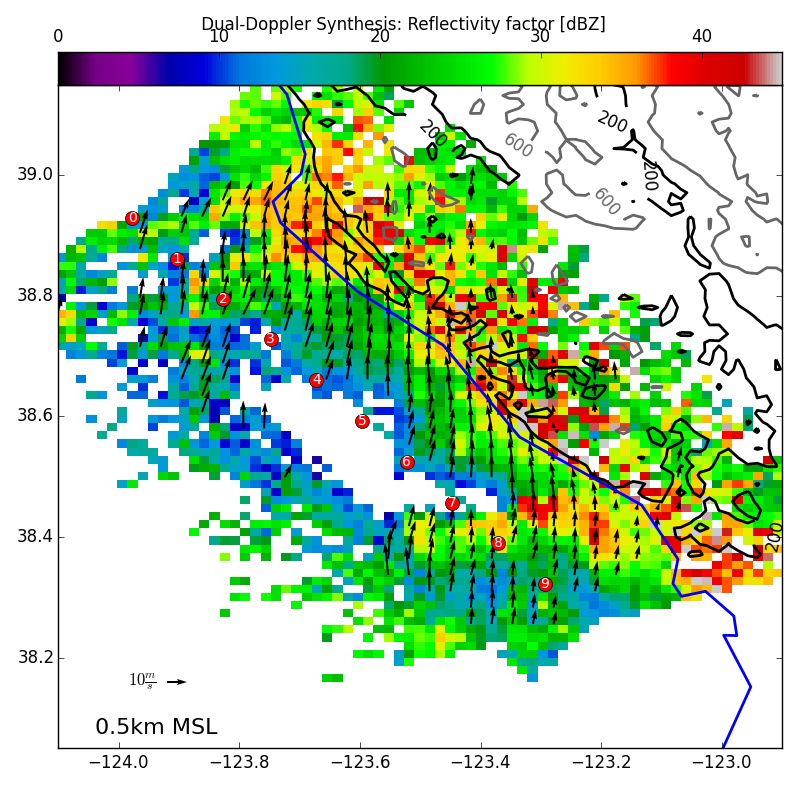 Dual-Doppler Synthesis: Reflectivity factor [dBZ]
0 10 20 30 40
200 600 200 200 600
39.0
0
1
38.8
2
3
4
38.6
5
6
7
38.4
8
200
9
38.2
10 m/s
0.5km MSL
−124.0 −123.8 −123.6 −123.4 −123.2 −123.0